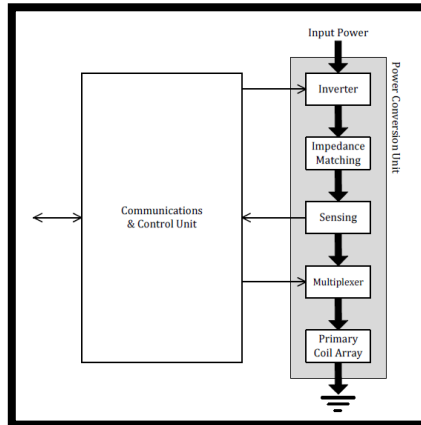 Input Power
Inverter
Power Conversion Unit
Impedance
Matching
Communications
& Control Unit
Sensing
Multiplexer
Primary
Coil Array